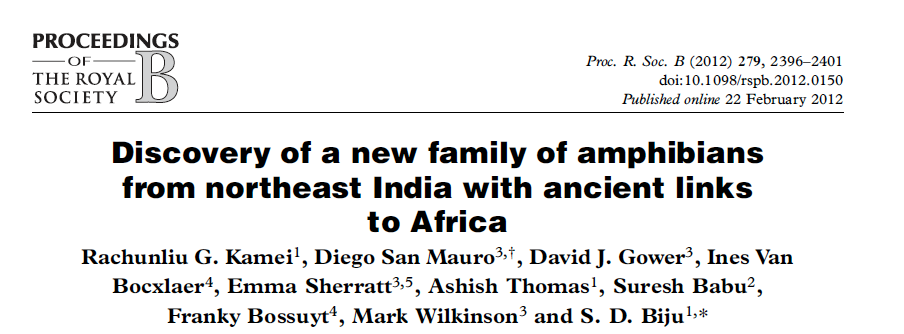 PROCEEDINGS
OF
THE ROYAL
SOCIETY
B
Proc. R. Soc. B (2012) 279, 2396–2401
doi:10.1098/rspb.2012.0150
Published online 22 February 2012
Discovery of a new family of amphibians
from northeast India with ancient links
to Africa
Rachunliu G. Kamei1, Diego San Mauro3,†, David J. Gower3, Ines Van
Bocxlaer4, Emma Sherratt3,5, Ashish Thomas1, Suresh Babu2,
Franky Bossuyt4, Mark Wilkinson3 and S. D. Biju1,*